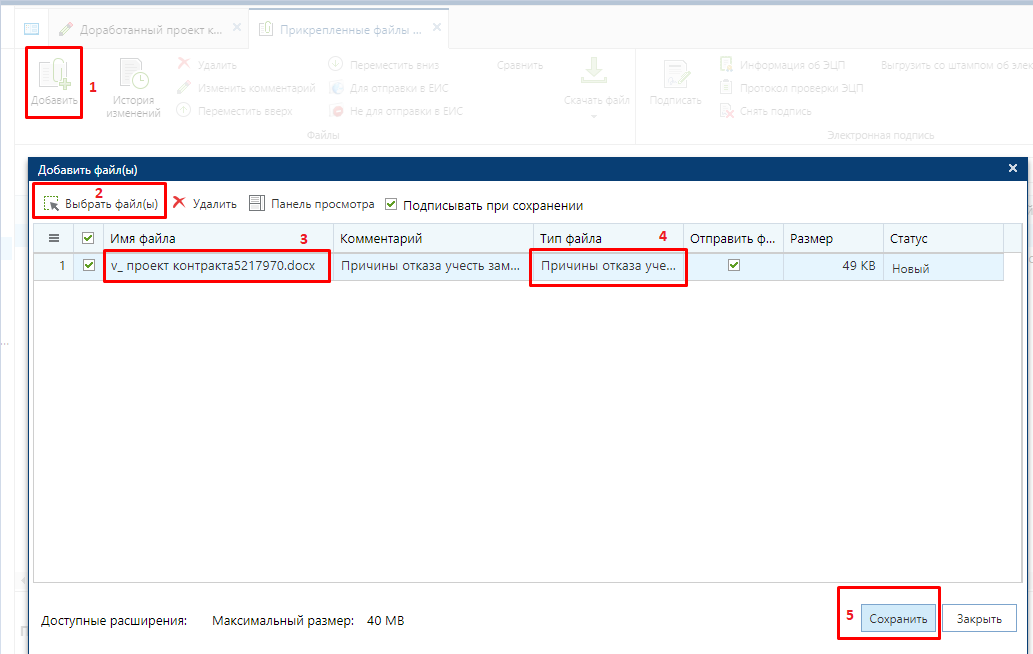 Доработанный проект к...
Прикрепленные файлы ...
Добавить
1
История изменений
Удалить
Изменить комментарий
Переместить вверх
Переместить вниз
Для отправки в ЕИС
Не для отправки в ЕИС
Сравнить
Скачать файл
Файлы
Подписать
Информация об ЭЦП
Протокол проверки ЭЦП
Снять подпись
Выгрузить со штампом об элек
Электронная подпись
Добавить файл(ы)
2
Выбрать файл(ы)
Удалить
Панель просмотра
Подписывать при сохранении
Имя файла 3
Комментарий
Тип файла 4
Отправить ф...
Размер
Статус
1
v_ проект контракта5217970.docx
Причины отказа учесть зам...
Причины отказа уче...
49 KB
Новый
Доступные расширения:
Максимальный размер: 40 MB
5
Сохранить
Закрыть